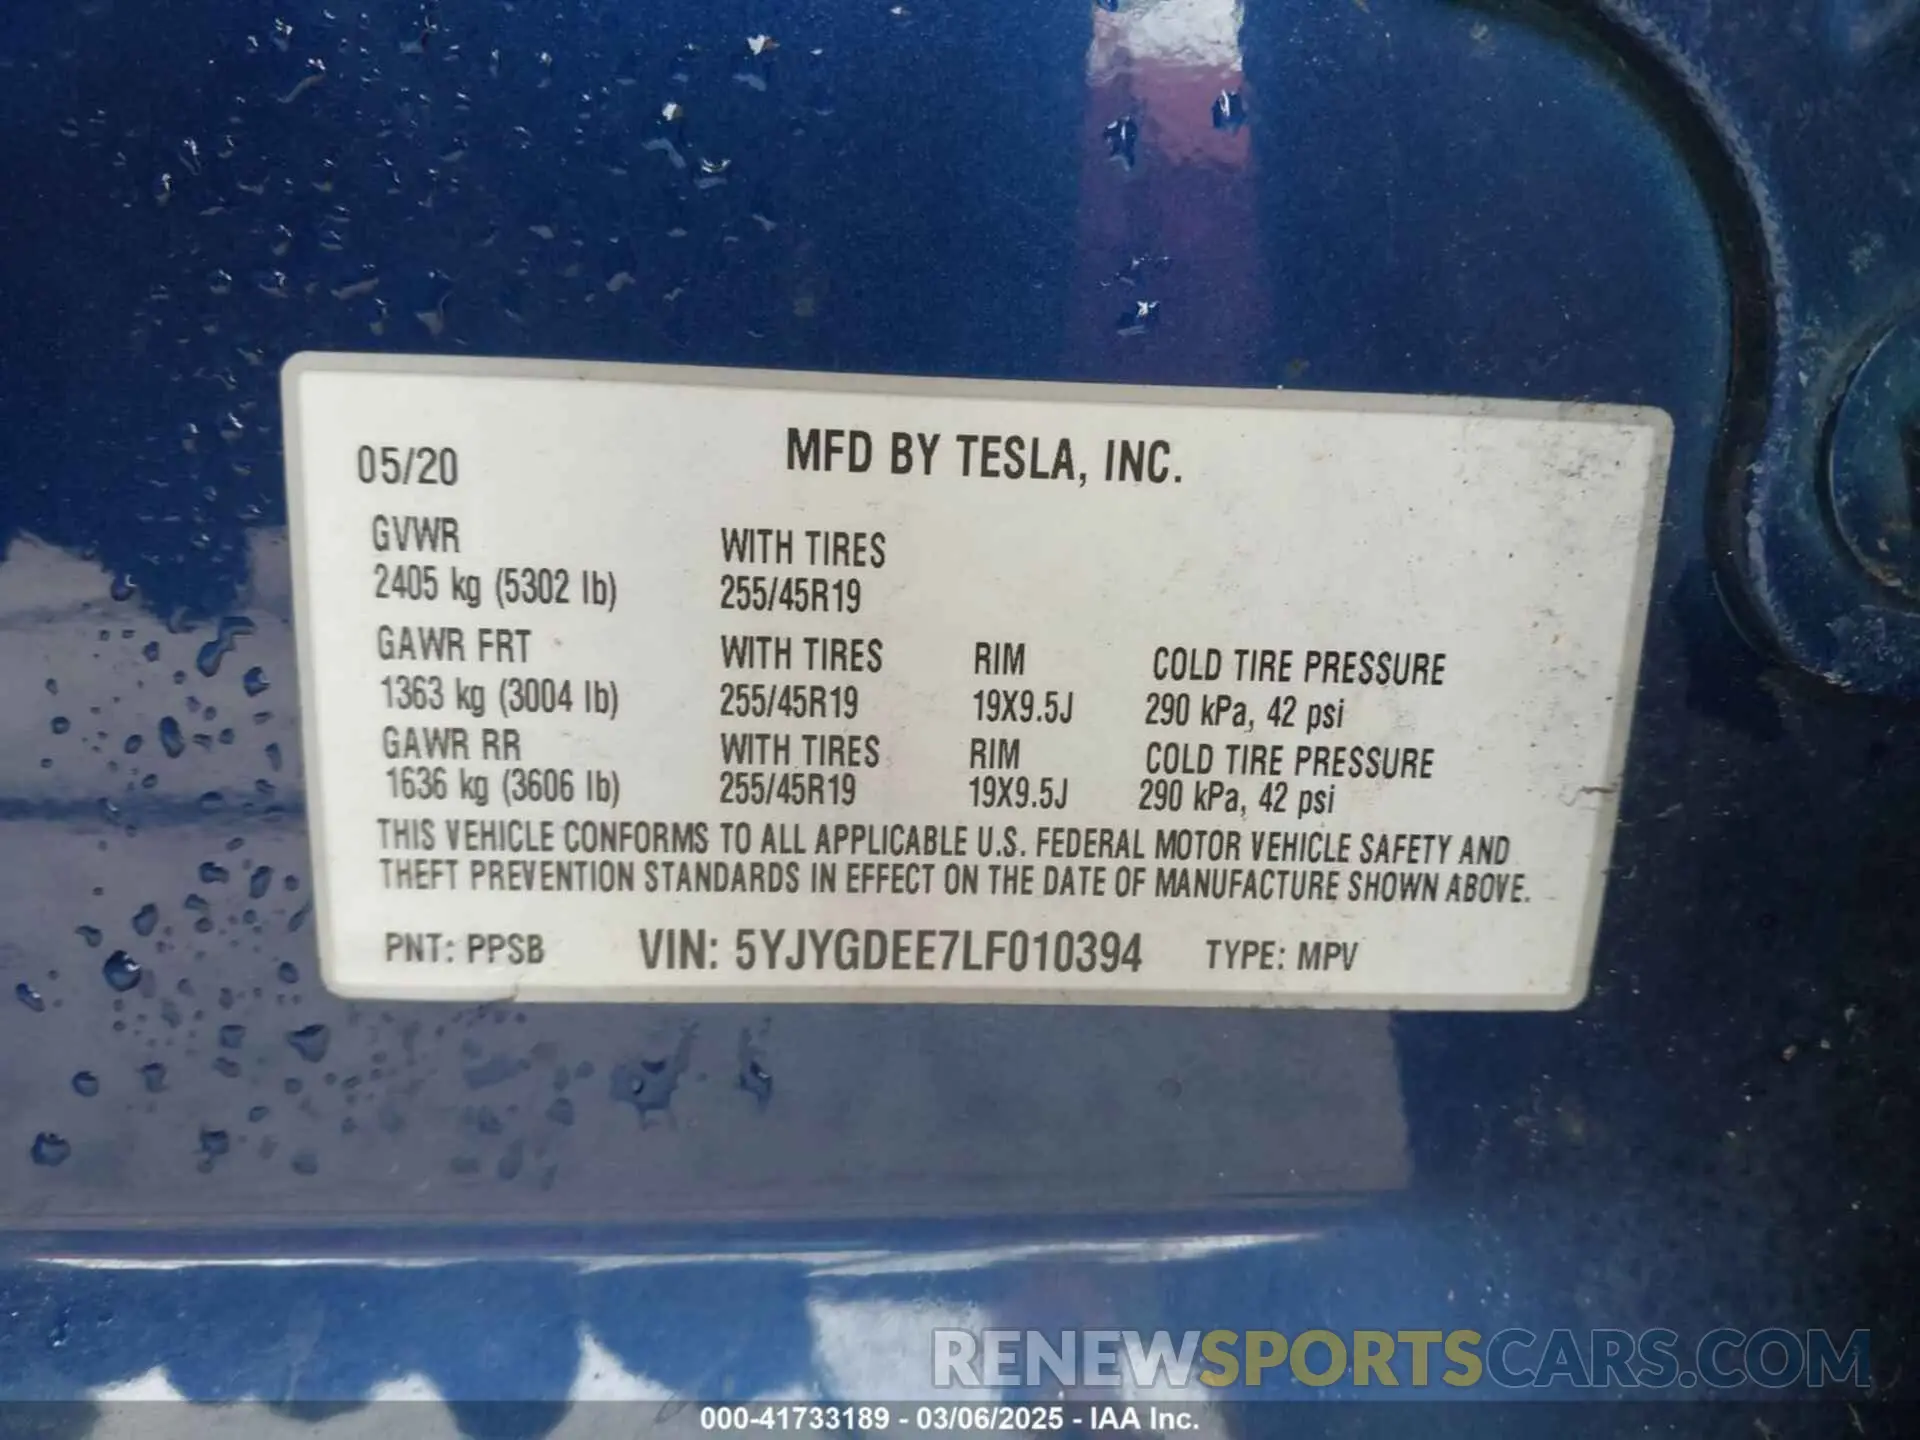 05/20 MFD BY TESLA, INC.
GVWR WITH TIRES
2405 kg (5302 lb) 255/45R19
GAWR FRT WITH TIRES RIM COLD TIRE PRESSURE
1363 kg (3004 lb) 255/45R19 19X9.5J 290 kPa, 42 psi
GAWR RR WITH TIRES RIM COLD TIRE PRESSURE
1636 kg (3606 lb) 255/45R19 19X9.5J 290 kPa, 42 psi
THIS VEHICLE CONFORMS TO ALL APPLICABLE U.S. FEDERAL MOTOR VEHICLE SAFETY AND
THEFT PREVENTION STANDARDS IN EFFECT ON THE DATE OF MANUFACTURE SHOWN ABOVE.
PNT: PPSB VIN: 5YJYGDEE7LF010394 TYPE: MPV
RENEWSPORTSCARS.COM
000-41733189 - 03/06/2025 - IAA Inc.